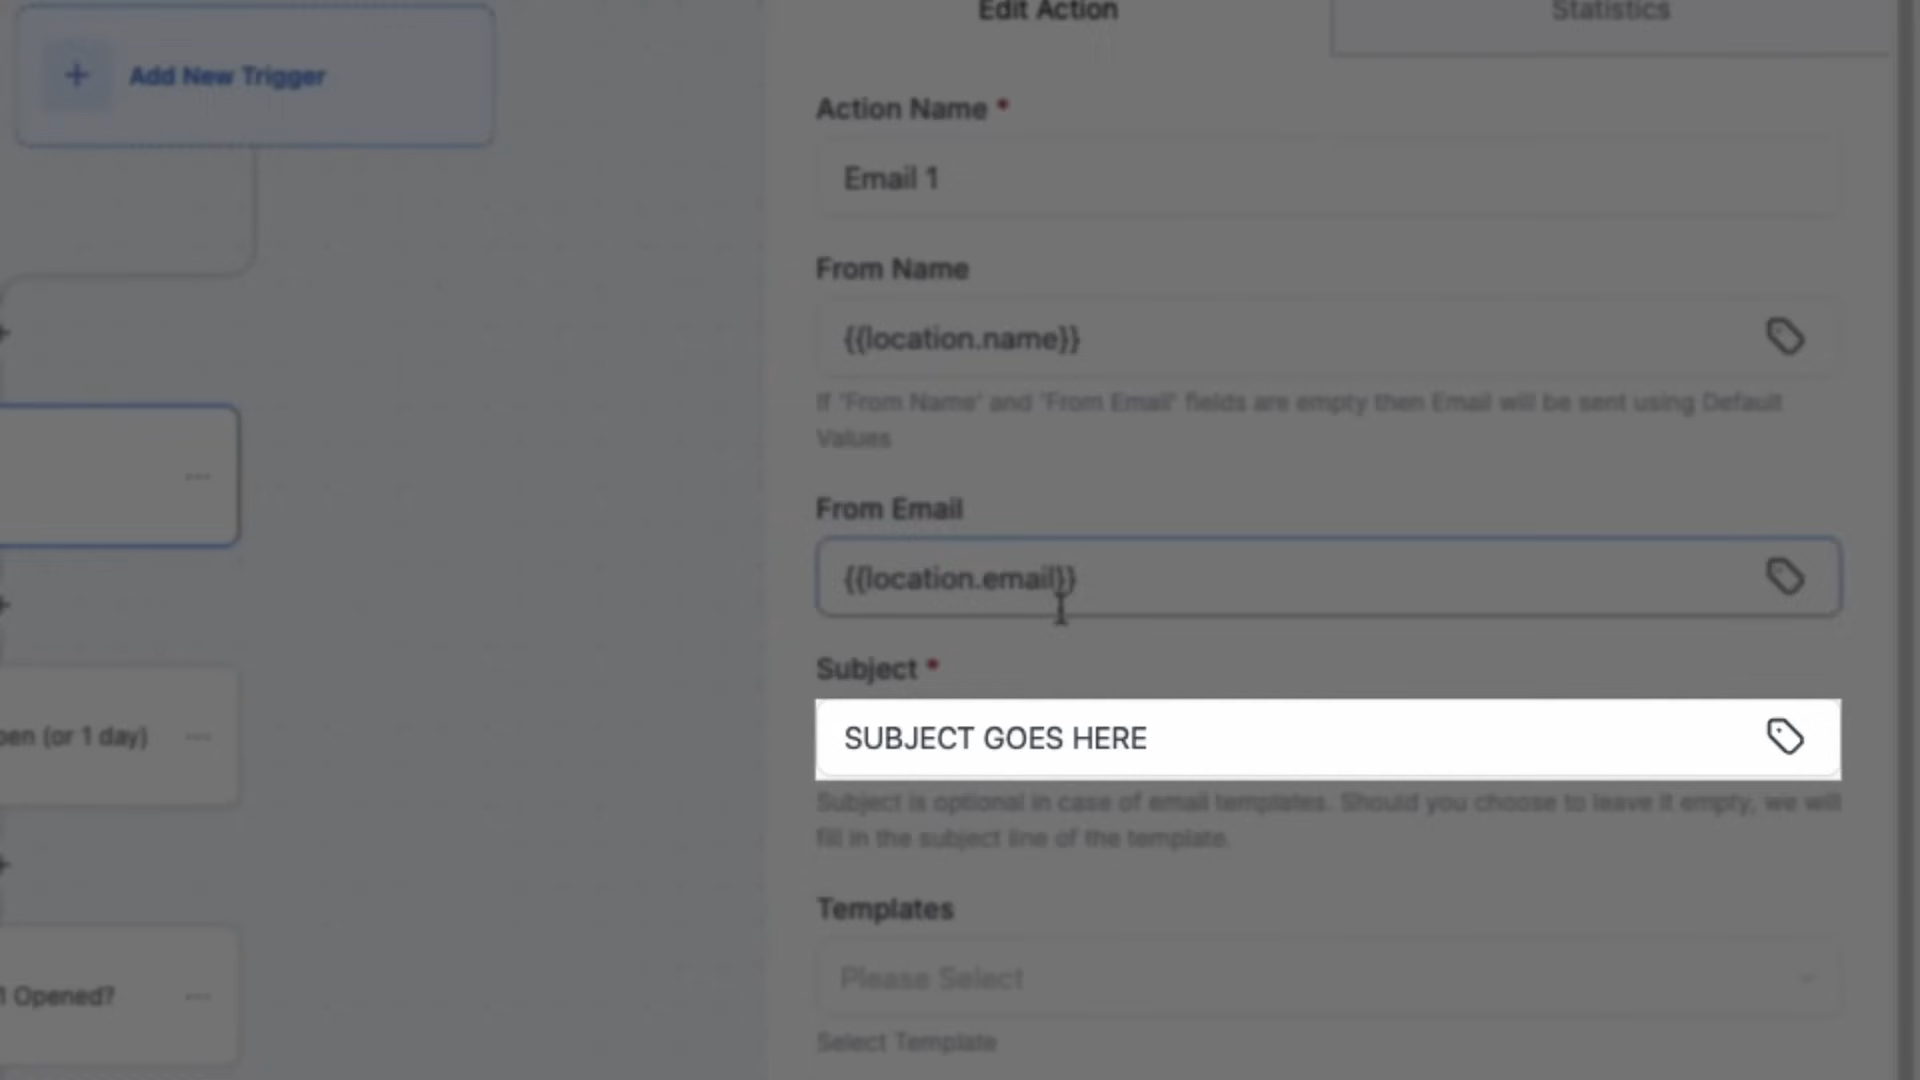 Edit Action
Statistics
Add New Trigger
Action Name *
Email 1
From Name
{{location.name}}
If 'From Name' and 'From Email' fields are empty then Email will be sent using Default
Values
From Email
{{location.email}}
Subject *
SUBJECT GOES HERE
(or 1 day)
Subject is optional in case of email templates. Should you choose to leave it empty, we will
fill in the subject line of the template.
Templates
Please Select
1 Opened?
Select Template